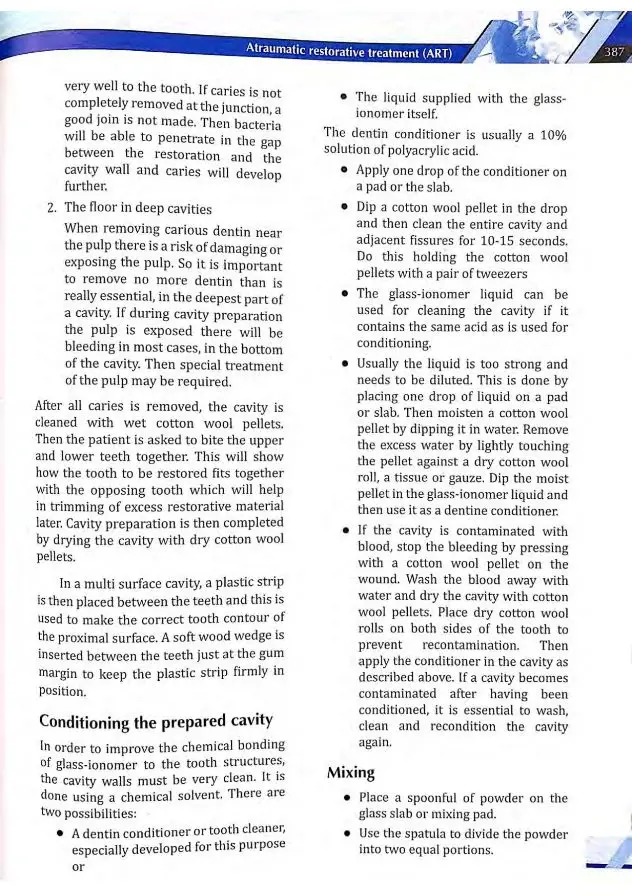 Atraumatic restorative treatment (ART)
387
very well to the tooth. If caries is not
completely removed at the junction, a
good join is not made. Then bacteria
will be able to penetrate in the gap
between the restoration and the
cavity wall and caries will develop
further.
2. The floor in deep cavities
When removing carious dentin near
the pulp there is a risk of damaging or
exposing the pulp. So it is important
to remove no more dentin than is
really essential, in the deepest part of
a cavity. If during cavity preparation
the pulp is exposed there will be
bleeding in most cases, in the bottom
of the cavity. Then special treatment
of the pulp may be required.
After all caries is removed, the cavity is
cleaned with wet cotton wool pellets.
Then the patient is asked to bite the upper
and lower teeth together. This will show
how the tooth to be restored fits together
with the opposing tooth which will help
in trimming of excess restorative material
later. Cavity preparation is then completed
by drying the cavity with dry cotton wool
pellets.
In a multi surface cavity, a plastic strip
is then placed between the teeth and this is
used to make the correct tooth contour of
the proximal surface. A soft wood wedge is
inserted between the teeth just at the gum
margin to keep the plastic strip firmly in
position.
Conditioning the prepared cavity
In order to improve the chemical bonding
of glass-ionomer to the tooth structures,
the cavity walls must be very clean. It is
done using a chemical solvent. There are
two possibilities:
• A dentin conditioner or tooth cleaner,
especially developed for this purpose
or
• The liquid supplied with the glass-
ionomer itself.
The dentin conditioner is usually a 10%
solution of polyacrylic acid.
• Apply one drop of the conditioner on
a pad or the slab.
• Dip a cotton wool pellet in the drop
and then clean the entire cavity and
adjacent fissures for 10-15 seconds.
Do this holding the cotton wool
pellets with a pair of tweezers
• The glass-ionomer liquid can be
used for cleaning the cavity if it
contains the same acid as is used for
conditioning.
• Usually the liquid is too strong and
needs to be diluted. This is done by
placing one drop of liquid on a pad
or slab. Then moisten a cotton wool
pellet by dipping it in water. Remove
the excess water by lightly touching
the pellet against a dry cotton wool
roll, a tissue or gauze. Dip the moist
pellet in the glass-ionomer liquid and
then use it as a dentine conditioner.
• If the cavity is contaminated with
blood, stop the bleeding by pressing
with a cotton wool pellet on the
wound. Wash the blood away with
water and dry the cavity with cotton
wool pellets. Place dry cotton wool
rolls on both sides of the tooth to
prevent recontamination. Then
apply the conditioner in the cavity as
described above. If a cavity becomes
contaminated after having been
conditioned, it is essential to wash,
clean and recondition the cavity
again.
Mixing
• Place a spoonful of powder on the
glass slab or mixing pad.
• Use the spatula to divide the powder
into two equal portions.